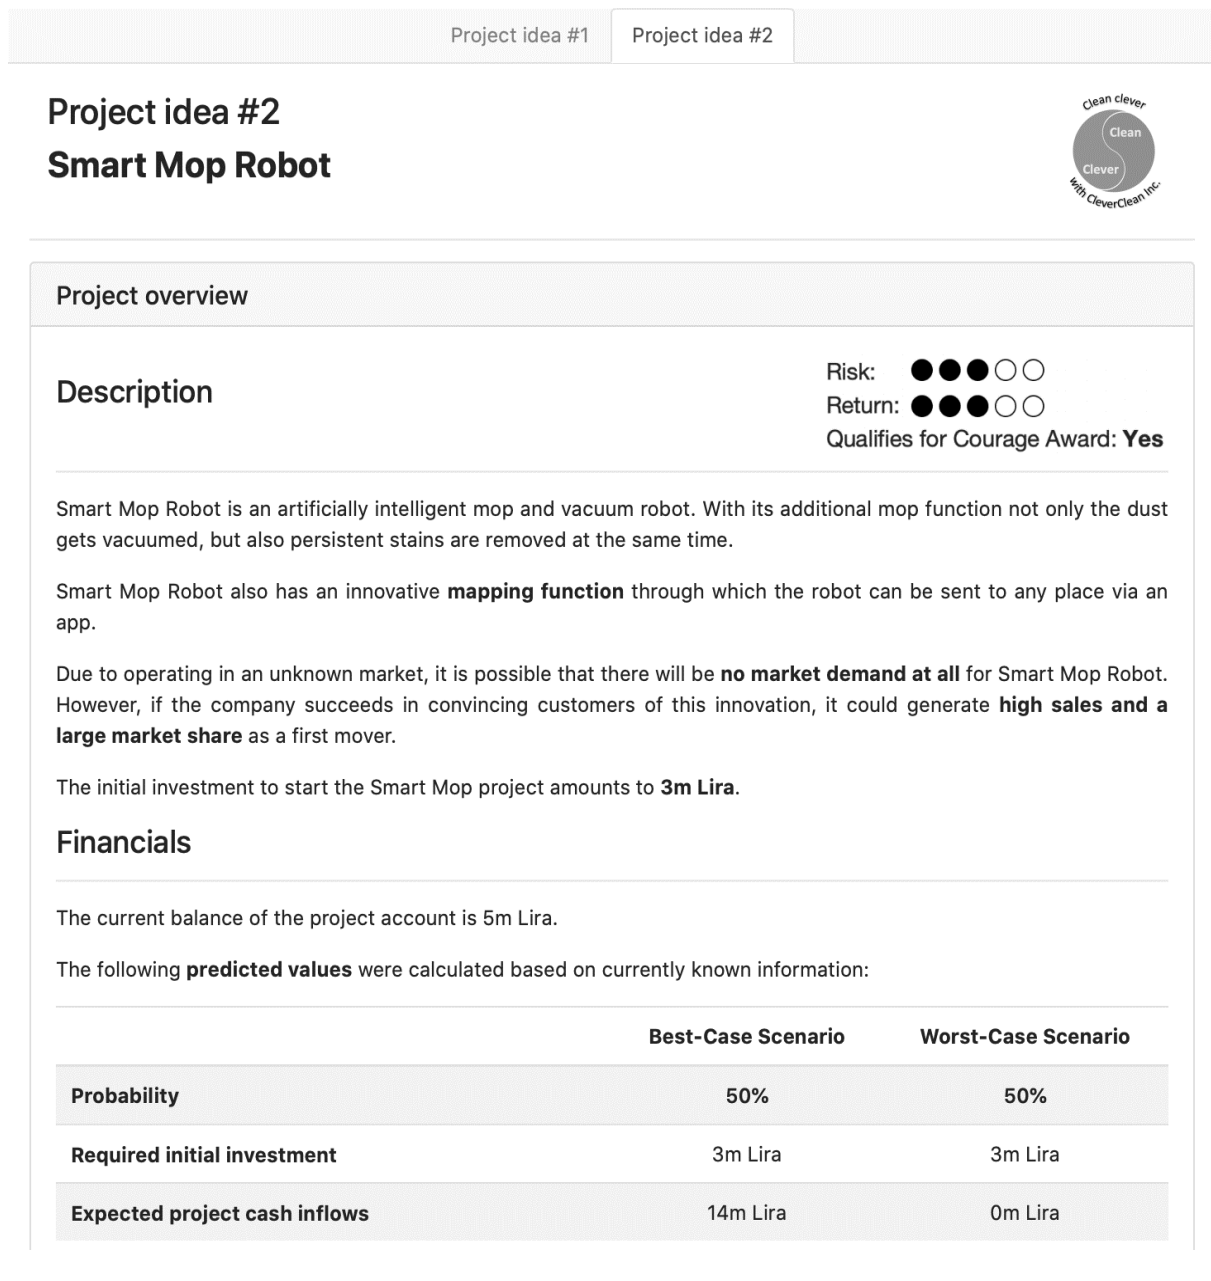 Project idea #1 Project idea #2
Project idea #2
Smart Mop Robot
Clean clever
Clean
Clever
with CleverClean Inc.
Project overview
Description
Risk:
Return:
Qualifies for Courage Award: Yes
Smart Mop Robot is an artificially intelligent mop and vacuum robot. With its additional mop function not only the dust
gets vacuumed, but also persistent stains are removed at the same time.
Smart Mop Robot also has an innovative mapping function through which the robot can be sent to any place via an
app.
Due to operating in an unknown market, it is possible that there will be no market demand at all for Smart Mop Robot.
However, if the company succeeds in convincing customers of this innovation, it could generate high sales and a
large market share as a first mover.
The initial investment to start the Smart Mop project amounts to 3m Lira.
Financials
The current balance of the project account is 5m Lira.
The following predicted values were calculated based on currently known information:
Best-Case Scenario Worst-Case Scenario
Probability 50% 50%
Required initial investment 3m Lira 3m Lira
Expected project cash inflows 14m Lira 0m Lira